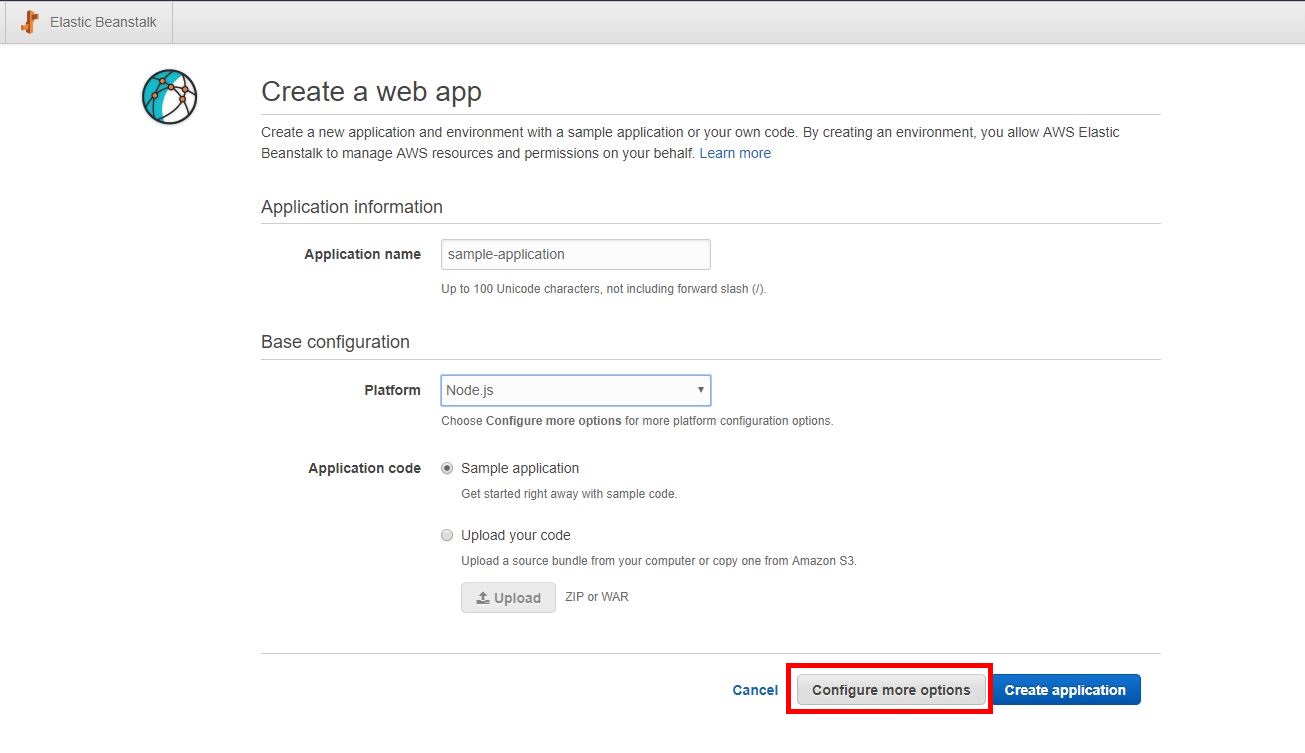 Elastic Beanstalk
Create a web app
Create a new application and environment with a sample application or your own code. By creating an environment, you allow AWS Elastic
Beanstalk to manage AWS resources and permissions on your behalf. Learn more
Application information
Application name sample-application
Up to 100 Unicode characters, not including forward slash (/).
Base configuration
Platform Node.js
Choose Configure more options for more platform configuration options.
Application code Sample application
Get started right away with sample code.
Upload your code
Upload a source bundle from your computer or copy one from Amazon S3.
Upload ZIP or WAR
Cancel Configure more options Create application